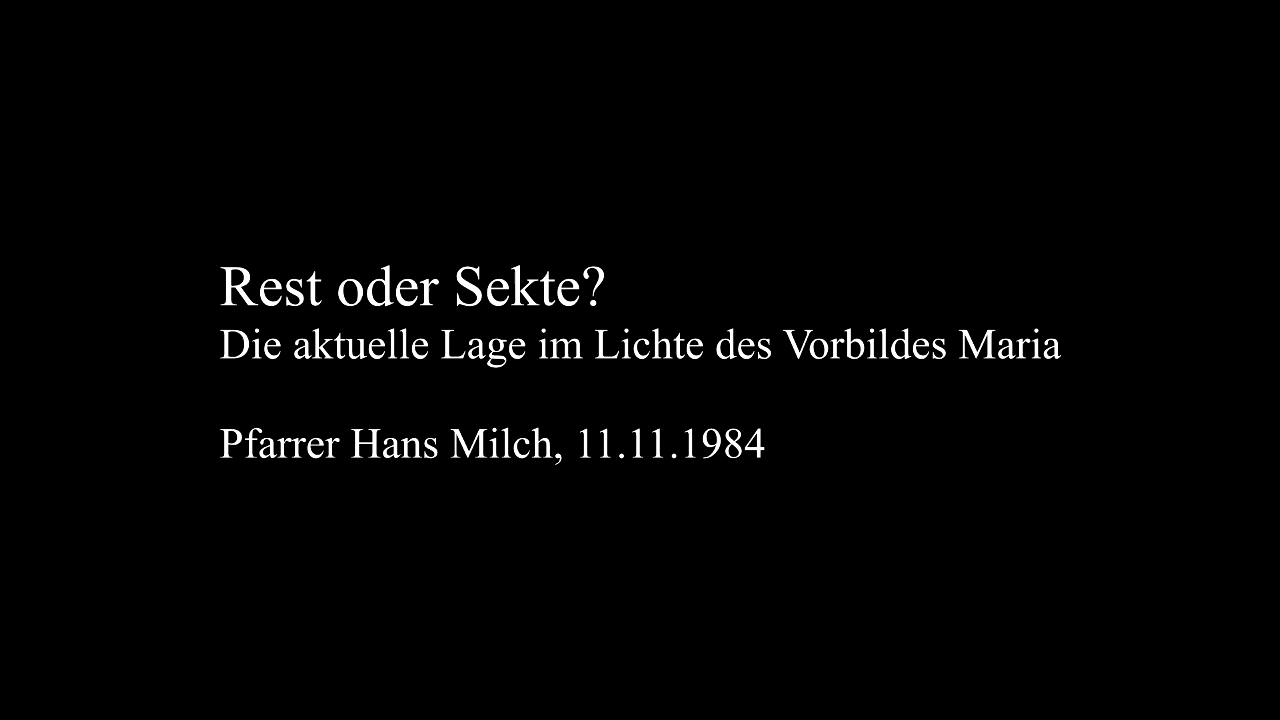 Rest oder Sekte?
Die aktuelle Lage im Lichte des Vorbildes Maria
Pfarrer Hans Milch, 11.11.1984